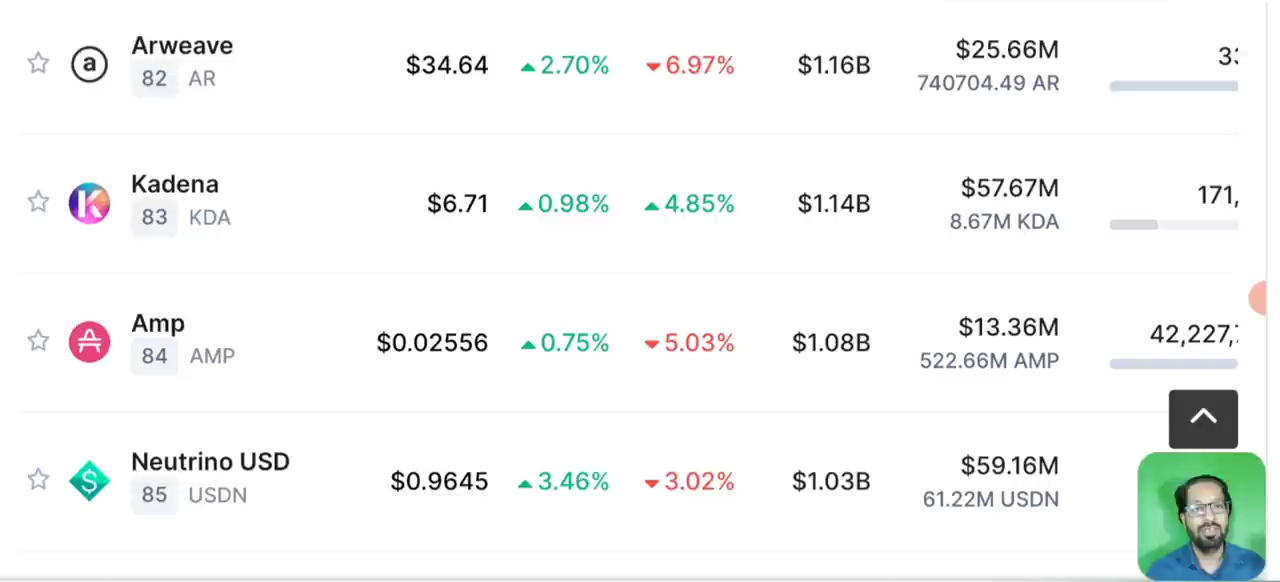 Arweave
82 AR
$34.64 2.70% 6.97% $1.16B $25.66M
740704.49 AR
Kadena
83 KDA
$6.71 0.98% 4.85% $1.14B $57.67M 171,
8.67M KDA
Amp
84 AMP
$0.02556 0.75% 5.03% $1.08B $13.36M 42,227,
522.66M AMP
Neutrino USD
85 USDN
$0.9645 3.46% 3.02% $1.03B $59.16M
61.22M USDN